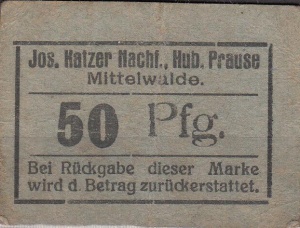 Jos. Katzer Nachf., Hub. Prause
Mittelwalde.
50 Pfg.
Bei Rückgabe dieser Marke
wird d. Betrag zurückerstattet.